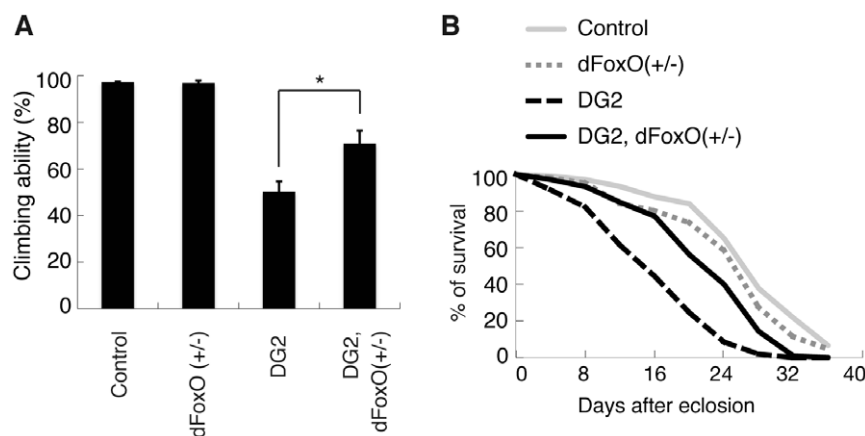 A
Climbing ability (%)
100
80
60
40
20
0
*
Control
dFoxO (+/-)
DG2
DG2,
dFoxO(+/-)
B
Control
dFoxO(+/-)
DG2
DG2, dFoxO(+/-)
% of survival
100
80
60
40
20
0
0 8 16 24 32 40
Days after eclosion